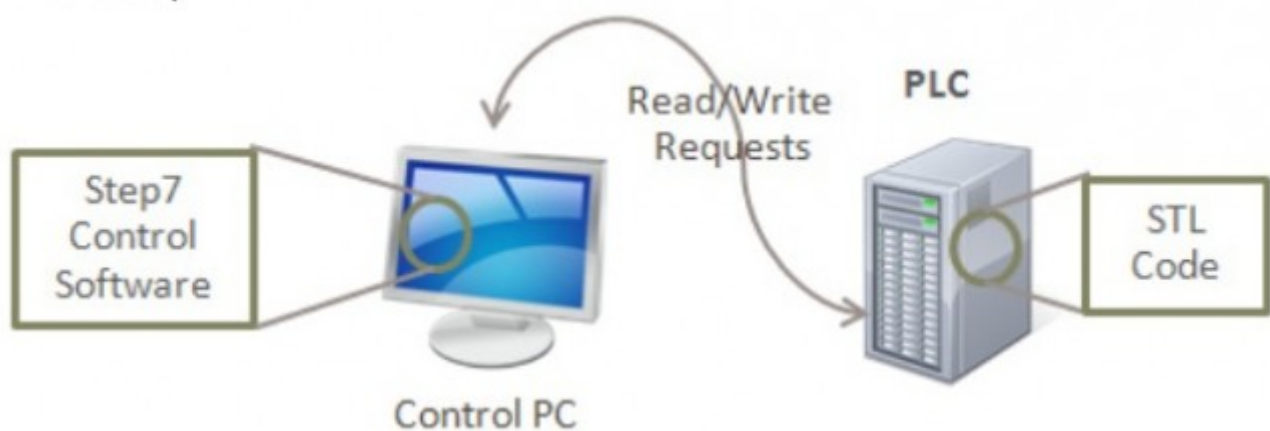 PLC
Read/Write
Requests
Step7
Control
Software
STL
Code
Control PC